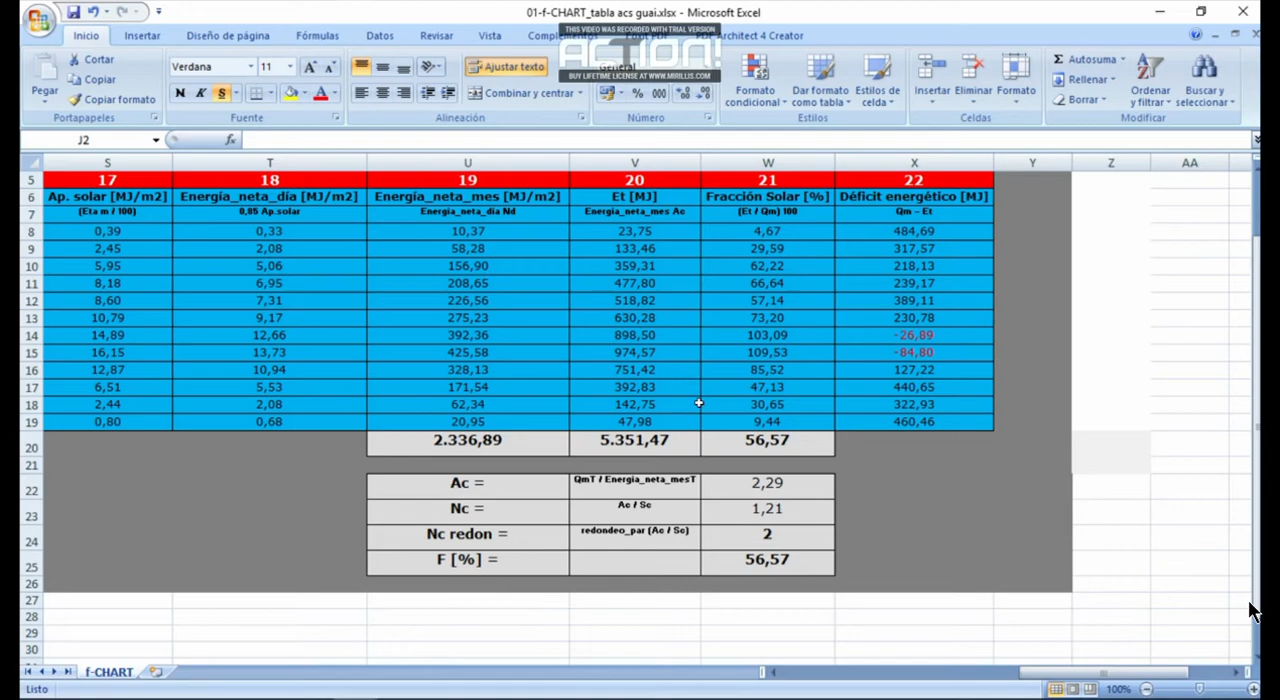 01-f-CHART_tabla acs guai.xlsx - Microsoft Excel
THIS VIDEO WAS RECORDED WITH TRIAL VERSION
ACTION!
BUY LIFETIME LICENSE AT WWW.MIRILLIS.COM
Inicio Insertar Diseño de página Fórmulas Datos Revisar Vista Architect 4 Creator
Pegar Cortar Copiar Copiar formato Portapapeles
Verdana 11 N K S Fuente
Ajustar texto Combinar y centrar Alineación
General % 000 Número
Formato condicional Dar formato como tabla Estilos de celda Estilos
Insertar Eliminar Formato Celdas
Autosuma Rellenar Borrar Ordenar y filtrar Buscar y seleccionar Modificar
J2 fx
S T U V W X Y Z AA
5 17 18 19 20 21 22
6 Ap. solar [MJ/m2] Energía_neta_día [MJ/m2] Energía_neta_mes [MJ/m2] Et [MJ] Fracción Solar [%] Déficit energético [MJ]
7 (Eta m / 100) 0,85 Ap.solar Energia_neta_dia Nd Energia_neta_mes Ac (Et / Qm) 100 Qm - Et
8 0,39 0,33 10,37 23,75 4,67 484,69
9 2,45 2,08 58,28 133,46 29,59 317,57
10 5,95 5,06 156,90 359,31 62,22 218,13
11 8,18 6,95 208,65 477,80 66,64 239,17
12 8,60 7,31 226,56 518,82 57,14 389,11
13 10,79 9,17 275,23 630,28 73,20 230,78
14 14,89 12,66 392,36 898,50 103,09 -26,89
15 16,15 13,73 425,58 974,57 109,53 -84,80
16 12,87 10,94 328,13 751,42 85,52 127,22
17 6,51 5,53 171,54 392,83 47,13 440,65
18 2,44 2,08 62,34 142,75 30,65 322,93
19 0,80 0,68 20,95 47,98 9,44 460,46
20 2.336,89 5.351,47 56,57
21
22 Ac = QmT / Energia_neta_mesT 2,29
23 Nc = Ac / Sc 1,21
24 Nc redon = redondeo_par (Ac / Sc) 2
25 F [%] = 56,57
26
27
28
29
30
f-CHART
Listo 100%